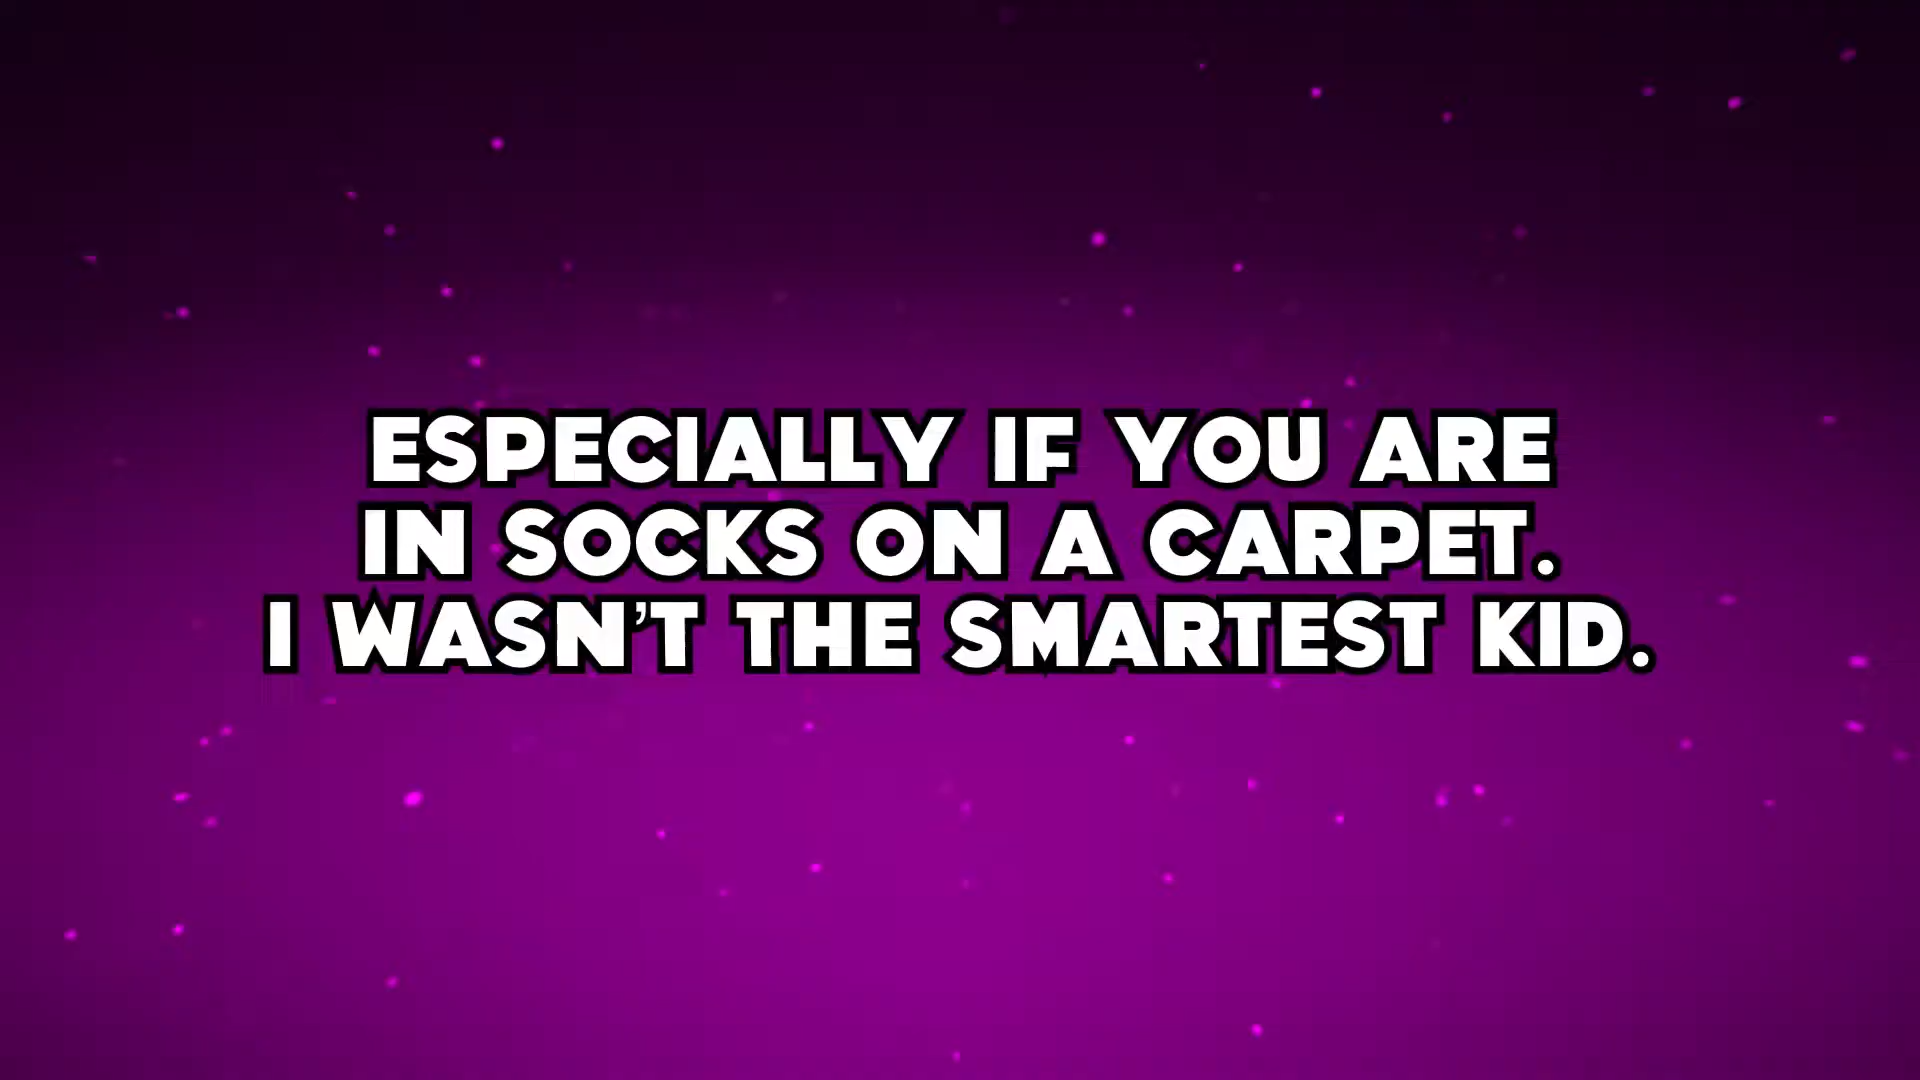 ESPECIALLY IF YOU ARE
IN SOCKS ON A CARPET.
I WASN'T THE SMARTEST KID.